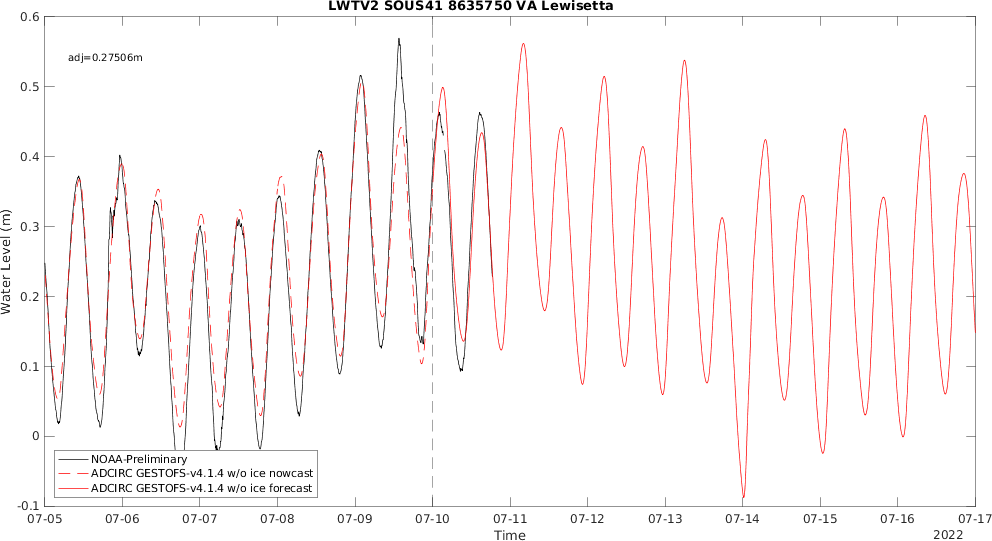 LWTV2 SOUS41 8635750 VA Lewisetta
adj=0.27506m
Water Level (m)
0.6
0.5
0.4
0.3
0.2
0.1
0
-0.1
NOAA-Preliminary
ADCIRC GESTOFS-v4.1.4 w/o ice nowcast
ADCIRC GESTOFS-v4.1.4 w/o ice forecast
07-05 07-06 07-07 07-08 07-09 07-10 07-11 07-12 07-13 07-14 07-15 07-16 07-17
Time
2022